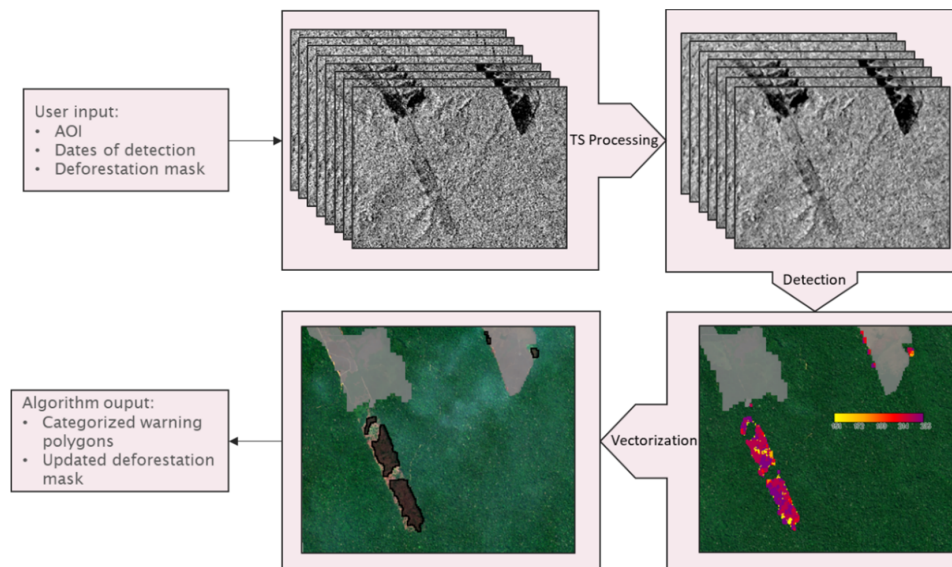 User input:
• AOI
• Dates of detection
• Deforestation mask
TS Processing
Detection
Vectorization
Algorithm ouput:
• Categorized warning
polygons
• Updated deforestation
mask